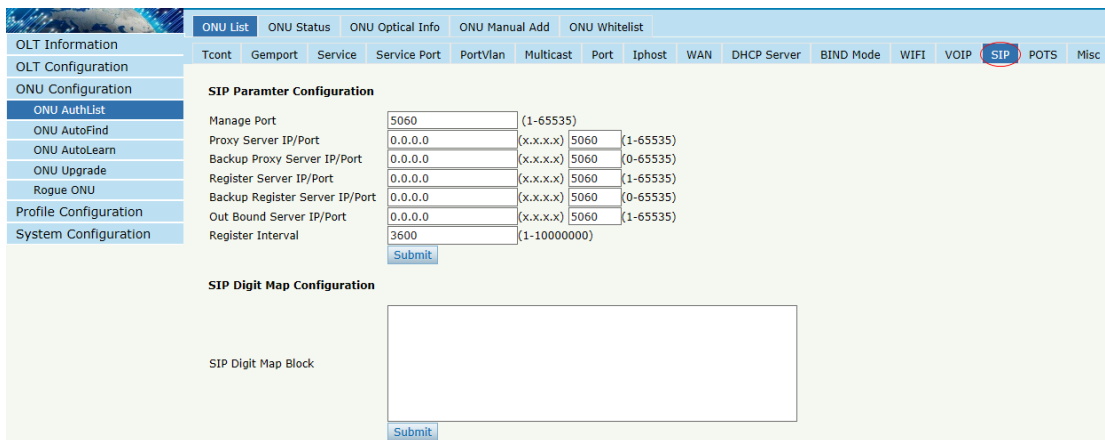 ONU List ONU Status ONU Optical Info ONU Manual Add ONU Whitelist
Tcont Gemport Service Service Port PortVlan Multicast Port Iphost WAN DHCP Server BIND Mode WIFI VOIP SIP POTS Misc
OLT Information
OLT Configuration
ONU Configuration
ONU AuthList
ONU AutoFind
ONU AutoLearn
ONU Upgrade
Rogue ONU
Profile Configuration
System Configuration
SIP Paramter Configuration
Manage Port 5060 (1-65535)
Proxy Server IP/Port 0.0.0.0 (x.x.x.x) 5060 (1-65535)
Backup Proxy Server IP/Port 0.0.0.0 (x.x.x.x) 5060 (0-65535)
Register Server IP/Port 0.0.0.0 (x.x.x.x) 5060 (1-65535)
Backup Register Server IP/Port 0.0.0.0 (x.x.x.x) 5060 (0-65535)
Out Bound Server IP/Port 0.0.0.0 (x.x.x.x) 5060 (1-65535)
Register Interval 3600 (1-10000000)
Submit
SIP Digit Map Configuration
SIP Digit Map Block
Submit